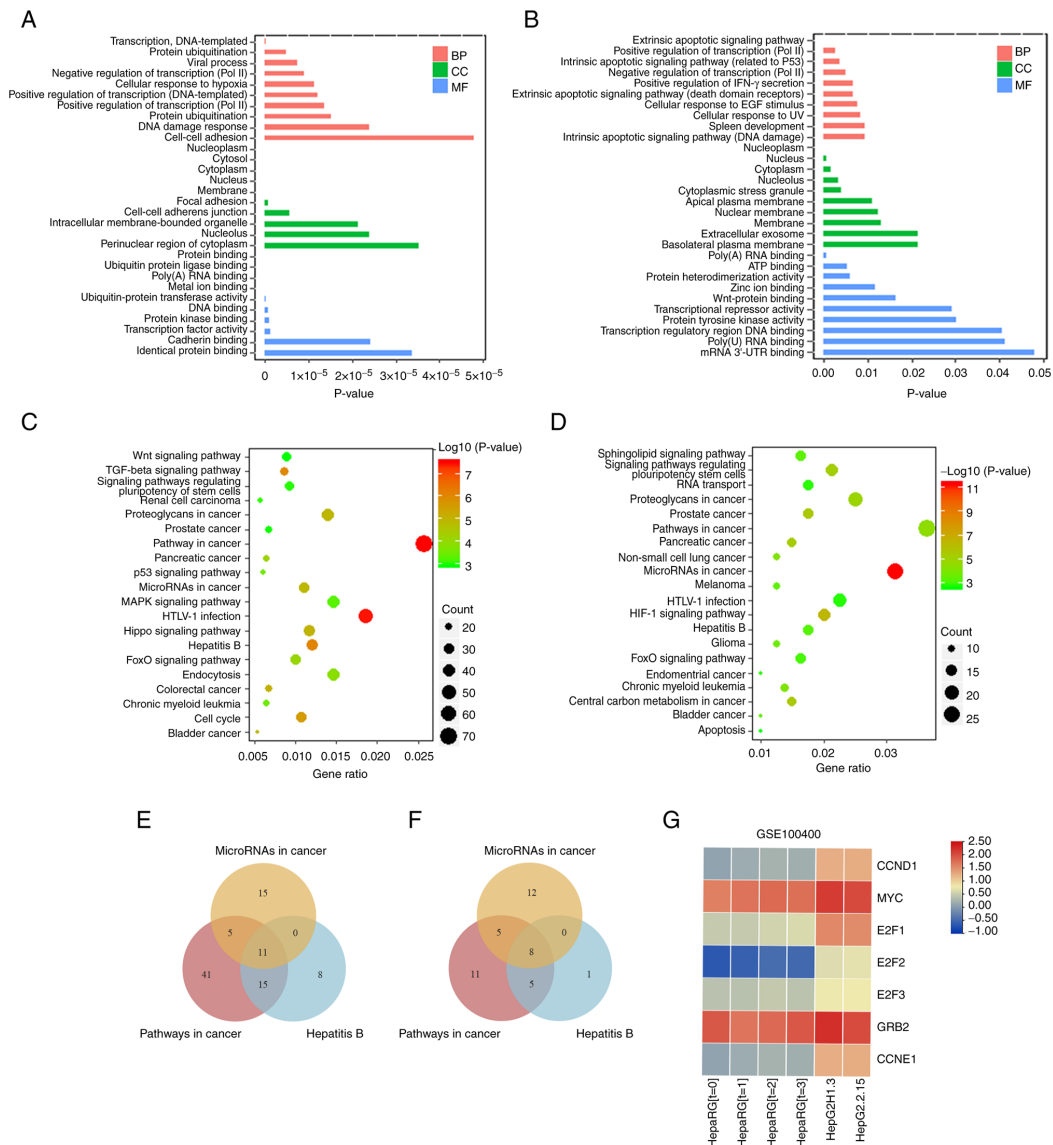 A
Transcription, DNA-templated
Protein ubiquitination
Viral process
Negative regulation of transcription (Pol II)
Cellular response to hypoxia
Positive regulation of transcription (DNA-templated)
Positive regulation of transcription (Pol II)
Protein ubiquitination
DNA damage response
Cell-cell adhesion
Nucleoplasm
Cytosol
Cytoplasm
Nucleus
Membrane
Focal adhesion
Cell-cell adherens junction
Intracellular membrane-bounded organelle
Nucleolus
Perinuclear region of cytoplasm
Protein binding
Ubiquitin protein ligase binding
Poly(A) RNA binding
Metal ion binding
Ubiquitin-protein transferase activity
DNA binding
Protein kinase binding
Transcription factor activity
Cadherin binding
Identical protein binding
BP
CC
MF
0 1×10⁻⁵ 2×10⁻⁵ 3×10⁻⁵ 4×10⁻⁵ 5×10⁻⁵
P-value
B
Extrinsic apoptotic signaling pathway
Positive regulation of transcription (Pol II)
Intrinsic apoptotic signaling pathway (related to P53)
Negative regulation of transcription (Pol II)
Positive regulation of IFN-γ secretion
Extrinsic apoptotic signaling pathway (death domain receptors)
Cellular response to EGF stimulus
Cellular response to UV
Spleen development
Intrinsic apoptotic signaling pathway (DNA damage)
Nucleoplasm
Nucleus
Cytoplasm
Nucleolus
Cytoplasmic stress granule
Apical plasma membrane
Nuclear membrane
Membrane
Extracellular exosome
Basolateral plasma membrane
Poly(A) RNA binding
ATP binding
Protein heterodimerization activity
Zinc ion binding
Wnt-protein binding
Transcriptional repressor activity
Protein tyrosine kinase activity
Transcription regulatory region DNA binding
Poly(U) RNA binding
mRNA 3'-UTR binding
BP
CC
MF
0.00 0.01 0.02 0.03 0.04 0.05
P-value
C
Wnt signaling pathway
TGF-beta signaling pathway
Signaling pathways regulating
pluripotency of stem cells
Renal cell carcinoma
Proteoglycans in cancer
Prostate cancer
Pathway in cancer
Pancreatic cancer
p53 signaling pathway
MicroRNAs in cancer
MAPK signaling pathway
HTLV-1 infection
Hippo signaling pathway
Hepatitis B
FoxO signaling pathway
Endocytosis
Colorectal cancer
Chronic myeloid leukmia
Cell cycle
Bladder cancer
0.005 0.010 0.015 0.020 0.025
Gene ratio
Log10 (P-value)
7
6
5
4
3
Count
20
30
40
50
60
70
D
Sphingolipid signaling pathway
Signaling pathways regulating
plouripotency stem cells
RNA transport
Proteoglycans in cancer
Prostate cancer
Pathways in cancer
Pancreatic cancer
Non-small cell lung cancer
MicroRNAs in cancer
Melanoma
HTLV-1 infection
HIF-1 signaling pathway
Hepatitis B
Glioma
FoxO signaling pathway
Endomentrial cancer
Chronic myeloid leukemia
Central carbon metabolism in cancer
Bladder cancer
Apoptosis
0.01 0.02 0.03
Gene ratio
−Log10 (P-value)
11
9
7
5
3
Count
10
15
20
25
E
MicroRNAs in cancer
15
5 0
11
41 8
15
Pathways in cancer Hepatitis B
F
MicroRNAs in cancer
12
5 0
8
11 1
5
Pathways in cancer Hepatitis B
G
GSE100400
CCND1
MYC
E2F1
E2F2
E2F3
GRB2
CCNE1
HepaRG[t=0]
HepaRG[t=1]
HepaRG[t=2]
HepaRG[t=3]
HepG2H1.3
HepG2.2.15
2.50
2.00
1.50
1.00
0.50
0.00
−0.50
−1.00